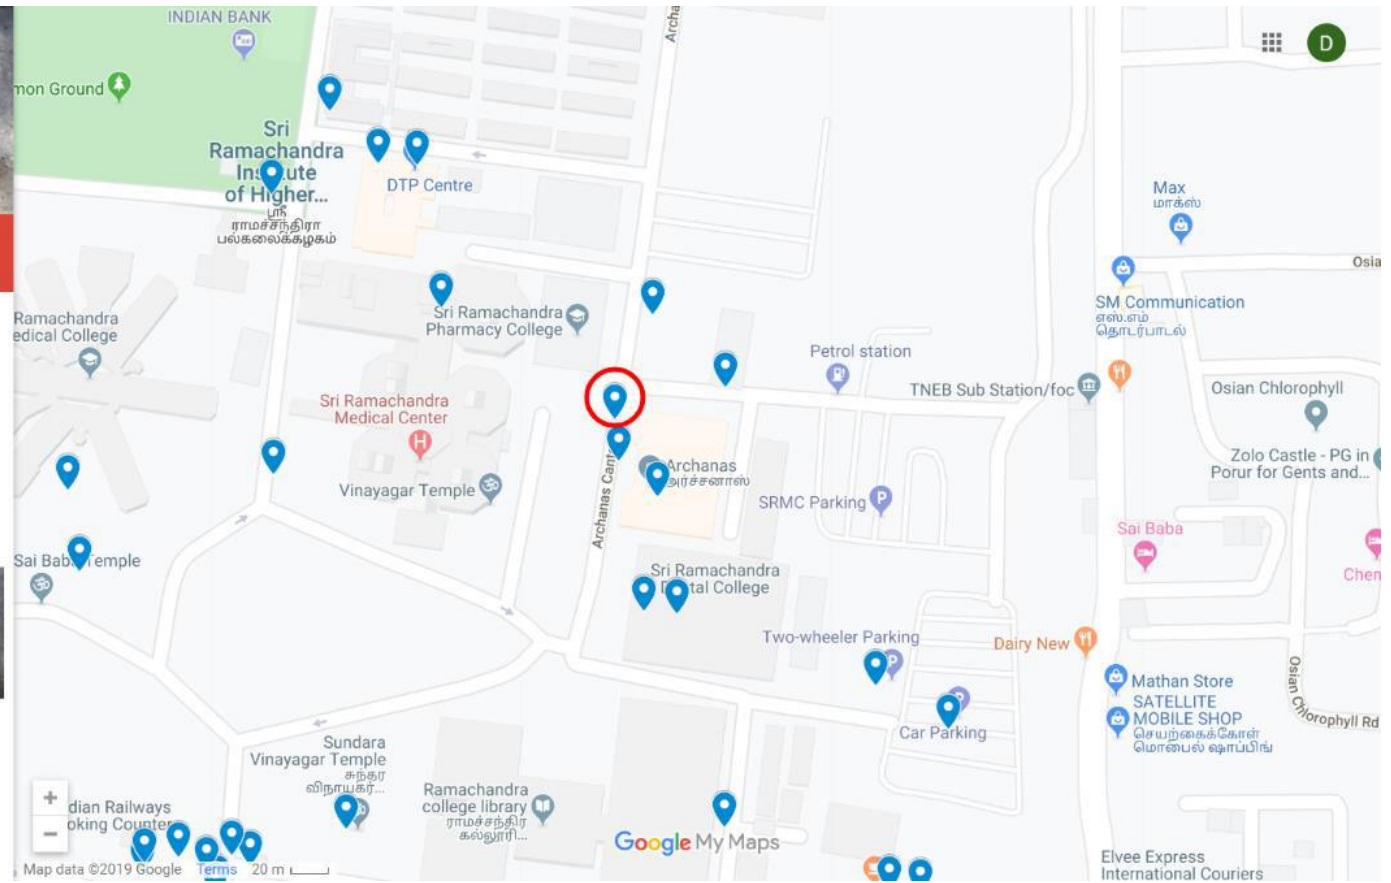 INDIAN BANK
Archa
D
mon Ground
Sri
Ramachandra
of Higher...
ஸ்ரீ
ராமச்சந்திரா
பல்கலைக்கழகம்
DTP Centre
Max
மாக்ஸ்
Osia
SM Communication
எஸ்.எம்
தொடர்பாடல்
Ramachandra
edical College
Sri Ramachandra
Pharmacy College
Petrol station
TNEB Sub Station/foc
Osian Chlorophyll
Sri Ramachandra
Medical Center
H
Zolo Castle - PG in
Porur for Gents and...
Archanas
அர்ச்சனாஸ்
Archanas Cant
Vinayagar Temple
SRMC Parking
P
Sai Baba
Sai Bab Temple
Chen
Sri Ramachandra
D tal College
Two-wheeler Parking
P
Dairy New
Mathan Store
SATELLITE
MOBILE SHOP
செயற்கைக்கோள்
மொபைல் ஷாப்பிங்
Osian Chlorophyll Rd
Car Parking
Sundara
Vinayagar Temple
சுந்தர
விநாயகர்...
Ramachandra
college library
ராமச்சந்திர
கல்லூரி...
+
-
dian Railways
oking Counter
Google My Maps
Elvee Express
International Couriers
Map data ©2019 Google Terms 20 m